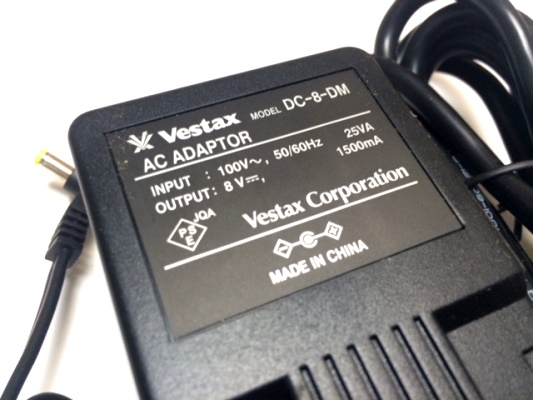 Vestax MODEL DC-8-DM
AC ADAPTOR
INPUT : 100V~, 50/60Hz 25VA
OUTPUT: 8V⎓, 1500mA
PSE JQA
Vestax Corporation
MADE IN CHINA